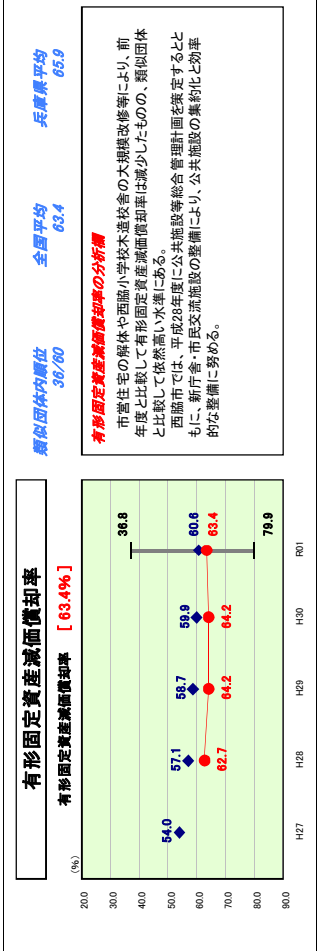 有形固定資産減価償却率
有形固定資産減価償却率 [ 63.4% ]
(%)
20.0
30.0
40.0
50.0
60.0
70.0
80.0
90.0
54.0
57.1
58.7
59.9
60.6
62.7
64.2
64.2
63.4
36.8
79.9
H27 H28 H29 H30 R01
類似団体内順位 全国平均 兵庫県平均
36/60 63.4 65.9
有形固定資産減価償却率の分析欄
市営住宅の解体や西脇小学校木造校舎の大規模改修等により、前
年度と比較して有形固定資産減価償却率は減少したものの、類似団体
と比較して依然高い水準にある。
西脇市では、平成28年度に公共施設等総合管理計画を策定するとと
もに、新庁舎・市民交流施設の整備により、公共施設の集約化と効率
的な整備に努める。